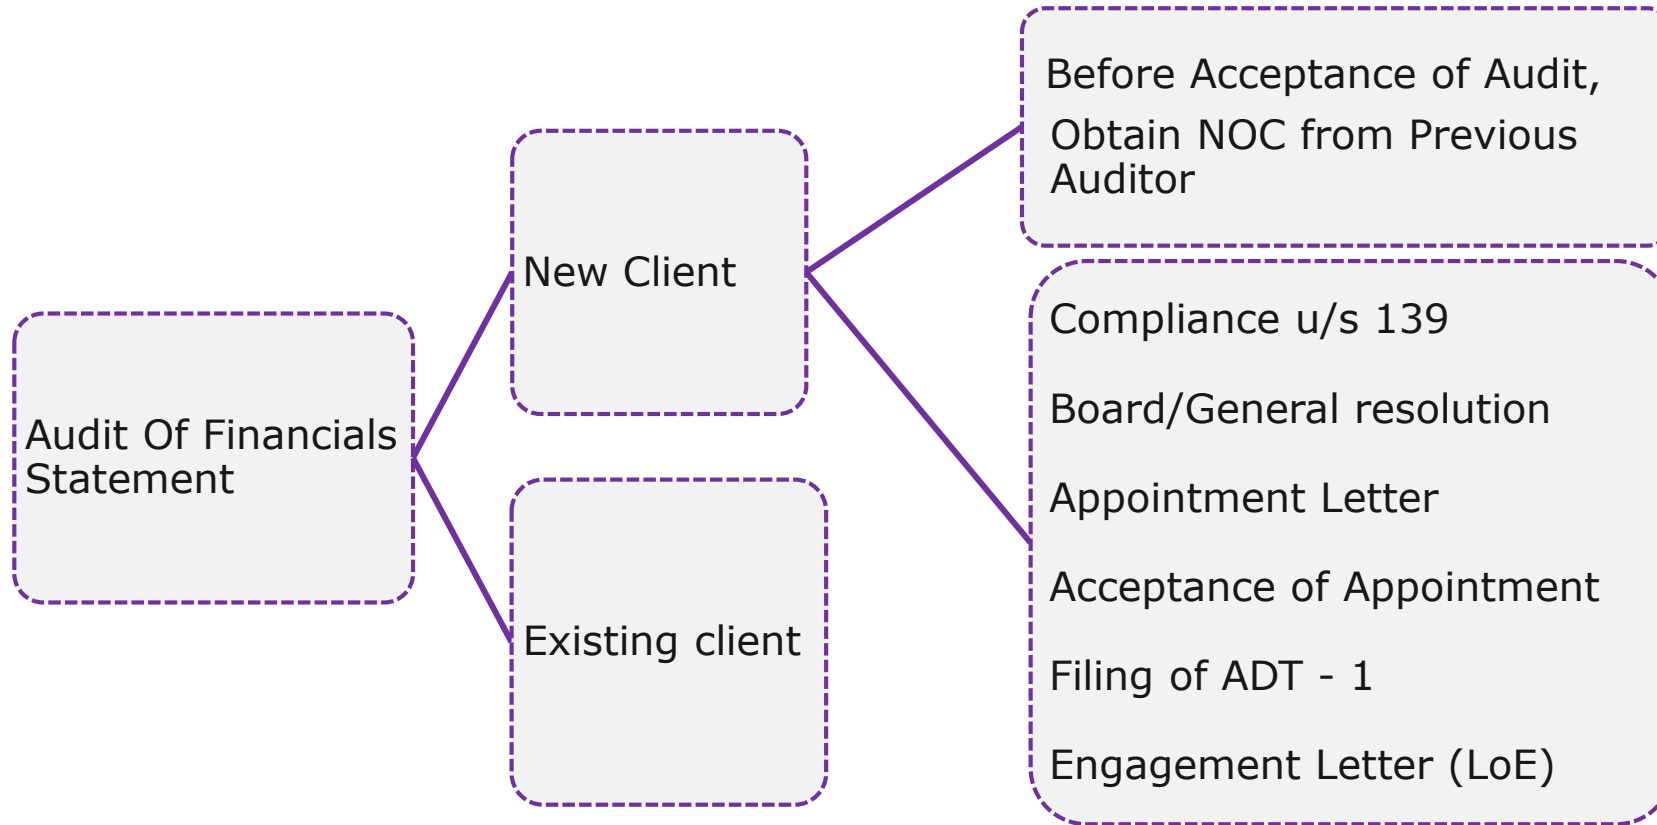 Audit Of Financials
Statement
New Client
Existing client
Before Acceptance of Audit,
Obtain NOC from Previous
Auditor
Compliance u/s 139
Board/General resolution
Appointment Letter
Acceptance of Appointment
Filing of ADT - 1
Engagement Letter (LoE)